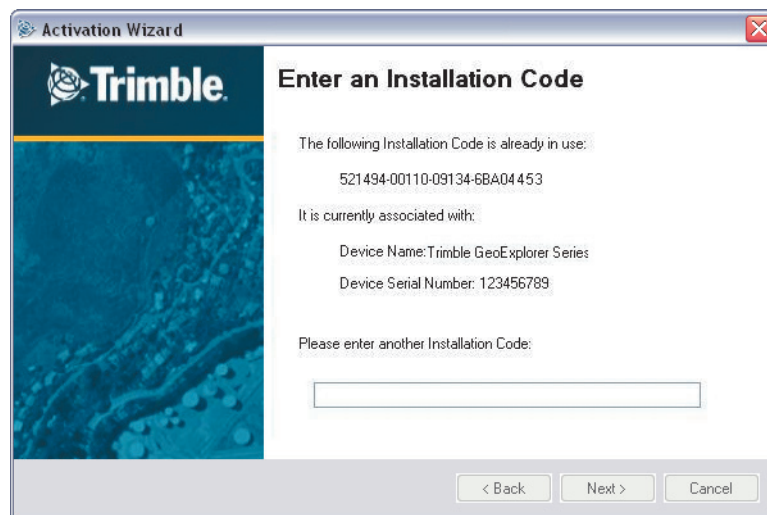 Activation Wizard
Trimble.
Enter an Installation Code
The following Installation Code is already in use:
521494-00110-09134-6BA04453
It is currently associated with:
Device Name:Trimble GeoExplorer Series
Device Serial Number: 123456789
Please enter another Installation Code:
< Back
Next >
Cancel